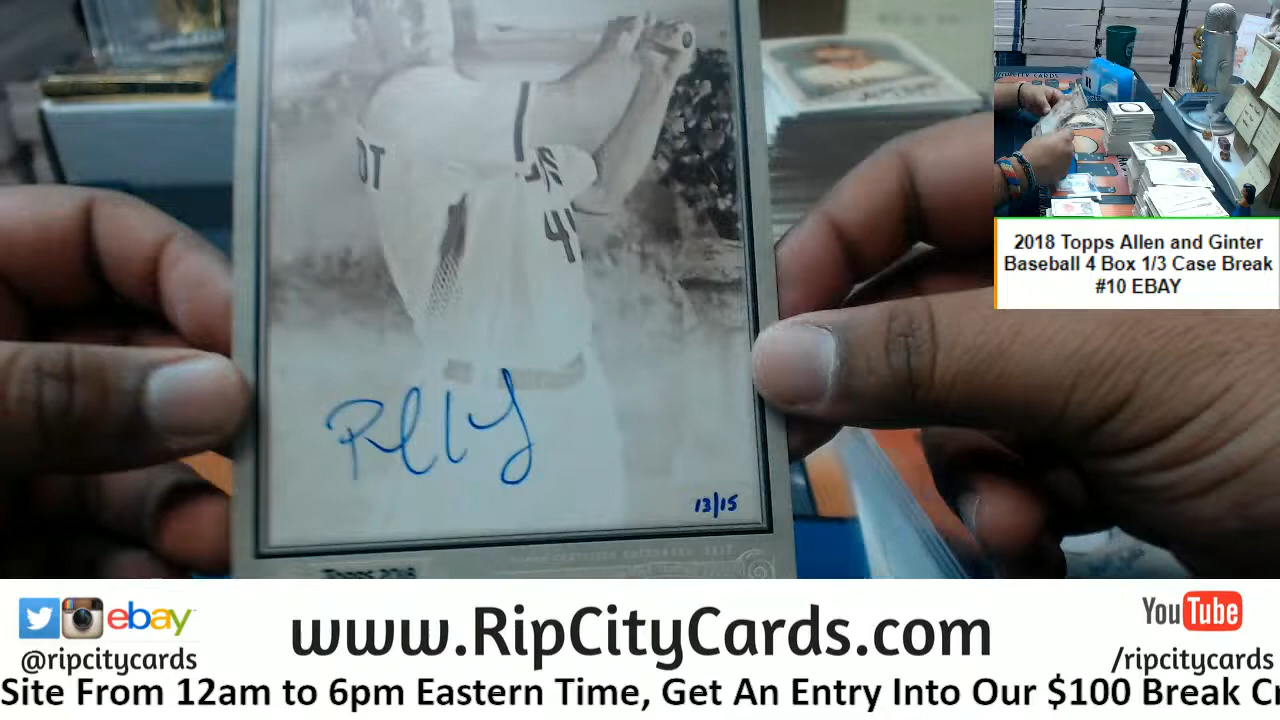 OT
4
13/15
2018 Topps Allen and Ginter
Baseball 4 Box 1/3 Case Break
#10 EBAY
ebay
@ripcitycards
www.RipCityCards.com
YouTube
/ripcitycards
Site From 12am to 6pm Eastern Time, Get An Entry Into Our $100 Break Cr